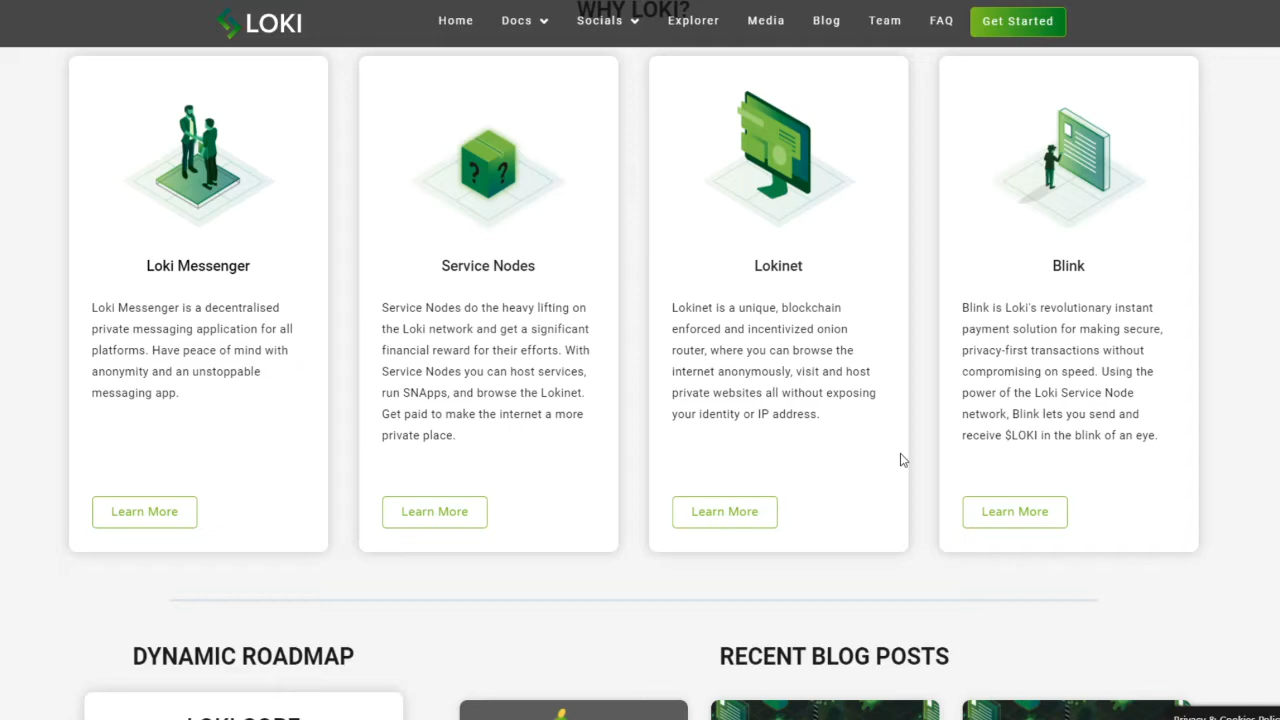 WHY LOKI?
LOKI
Home Docs Socials Explorer Media Blog Team FAQ Get Started
Loki Messenger
Loki Messenger is a decentralised
private messaging application for all
platforms. Have peace of mind with
anonymity and an unstoppable
messaging app.
Learn More
Service Nodes
? ?
Service Nodes do the heavy lifting on
the Loki network and get a significant
financial reward for their efforts. With
Service Nodes you can host services,
run SNApps, and browse the Lokinet.
Get paid to make the internet a more
private place.
Learn More
Lokinet
Lokinet is a unique, blockchain
enforced and incentivized onion
router, where you can browse the
internet anonymously, visit and host
private websites all without exposing
your identity or IP address.
Learn More
Blink
Blink is Loki's revolutionary instant
payment solution for making secure,
privacy-first transactions without
compromising on speed. Using the
power of the Loki Service Node
network, Blink lets you send and
receive $LOKI in the blink of an eye.
Learn More
DYNAMIC ROADMAP
LOKI CORE
RECENT BLOG POSTS
Privacy & Cookies Polic